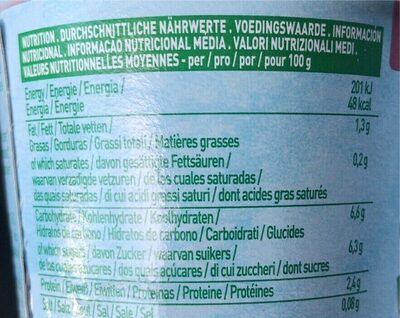 NUTRITION . DURCHSCHNITTLICHE NÄHRWERTE . VOEDINGSWAARDE . INFORMACIÓN
NUTRICIONAL . INFORMAÇÃO NUTRICIONAL MÉDIA . VALORI NUTRIZIONALI MEDI .
VALEURS NUTRITIONNELLES MOYENNES - per / pro / por / pour 100 g
Energy / Energie / Energía / 201 kJ
Energia / Energie 48 kcal
Fat / Fett / Totale vetten / 1,3 g
Grasas / Gorduras / Grassi totali / Matières grasses
of which saturates / davon gesättigte Fettsäuren / 0,2 g
waarvan verzadigde vetzuren / de las cuales saturadas /
das quais saturadas / di cui acidi grassi saturi / dont acides gras saturés
Carbohydrate / Kohlenhydrate / Koolhydraten / 6,6 g
Hidratos de carbono / Hidratos de carbono / Carboidrati / Glucides
of which sugars / davon Zucker / waarvan suikers / 6,3 g
de los cuales azúcares / dos quais açúcares / di cui zuccheri / dont sucres
Protein / Eiweiß / Eiwitten / Proteínas / Proteine / Protéines 2,4 g
Salt / Salz / Sal / Sale / Sel 0,08 g